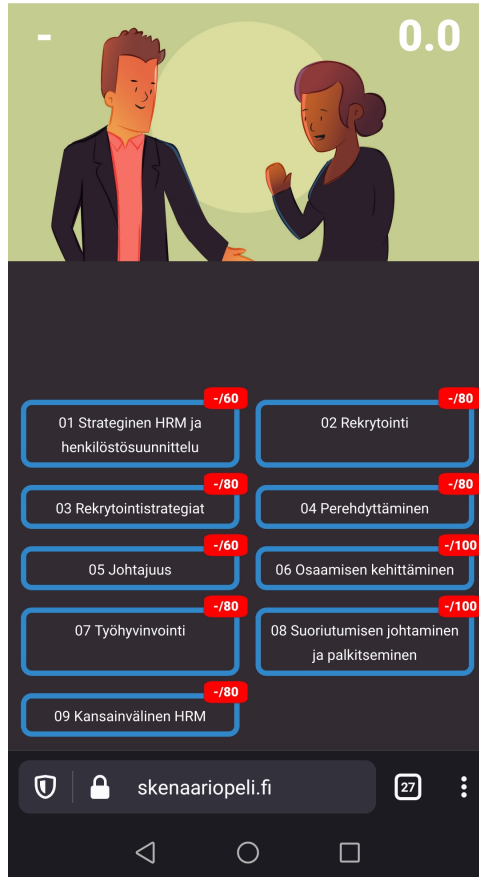 -
0.0
-/60
01 Strateginen HRM ja
henkilöstösuunnittelu
-/80
02 Rekrytointi
-/80
03 Rekrytointistrategiat
-/80
04 Perehdyttäminen
-/60
05 Johtajuus
-/100
06 Osaamisen kehittäminen
-/80
07 Työhyvinvointi
-/100
08 Suoriutumisen johtaminen
ja palkitseminen
-/80
09 Kansainvälinen HRM
skenaariopeli.fi
27